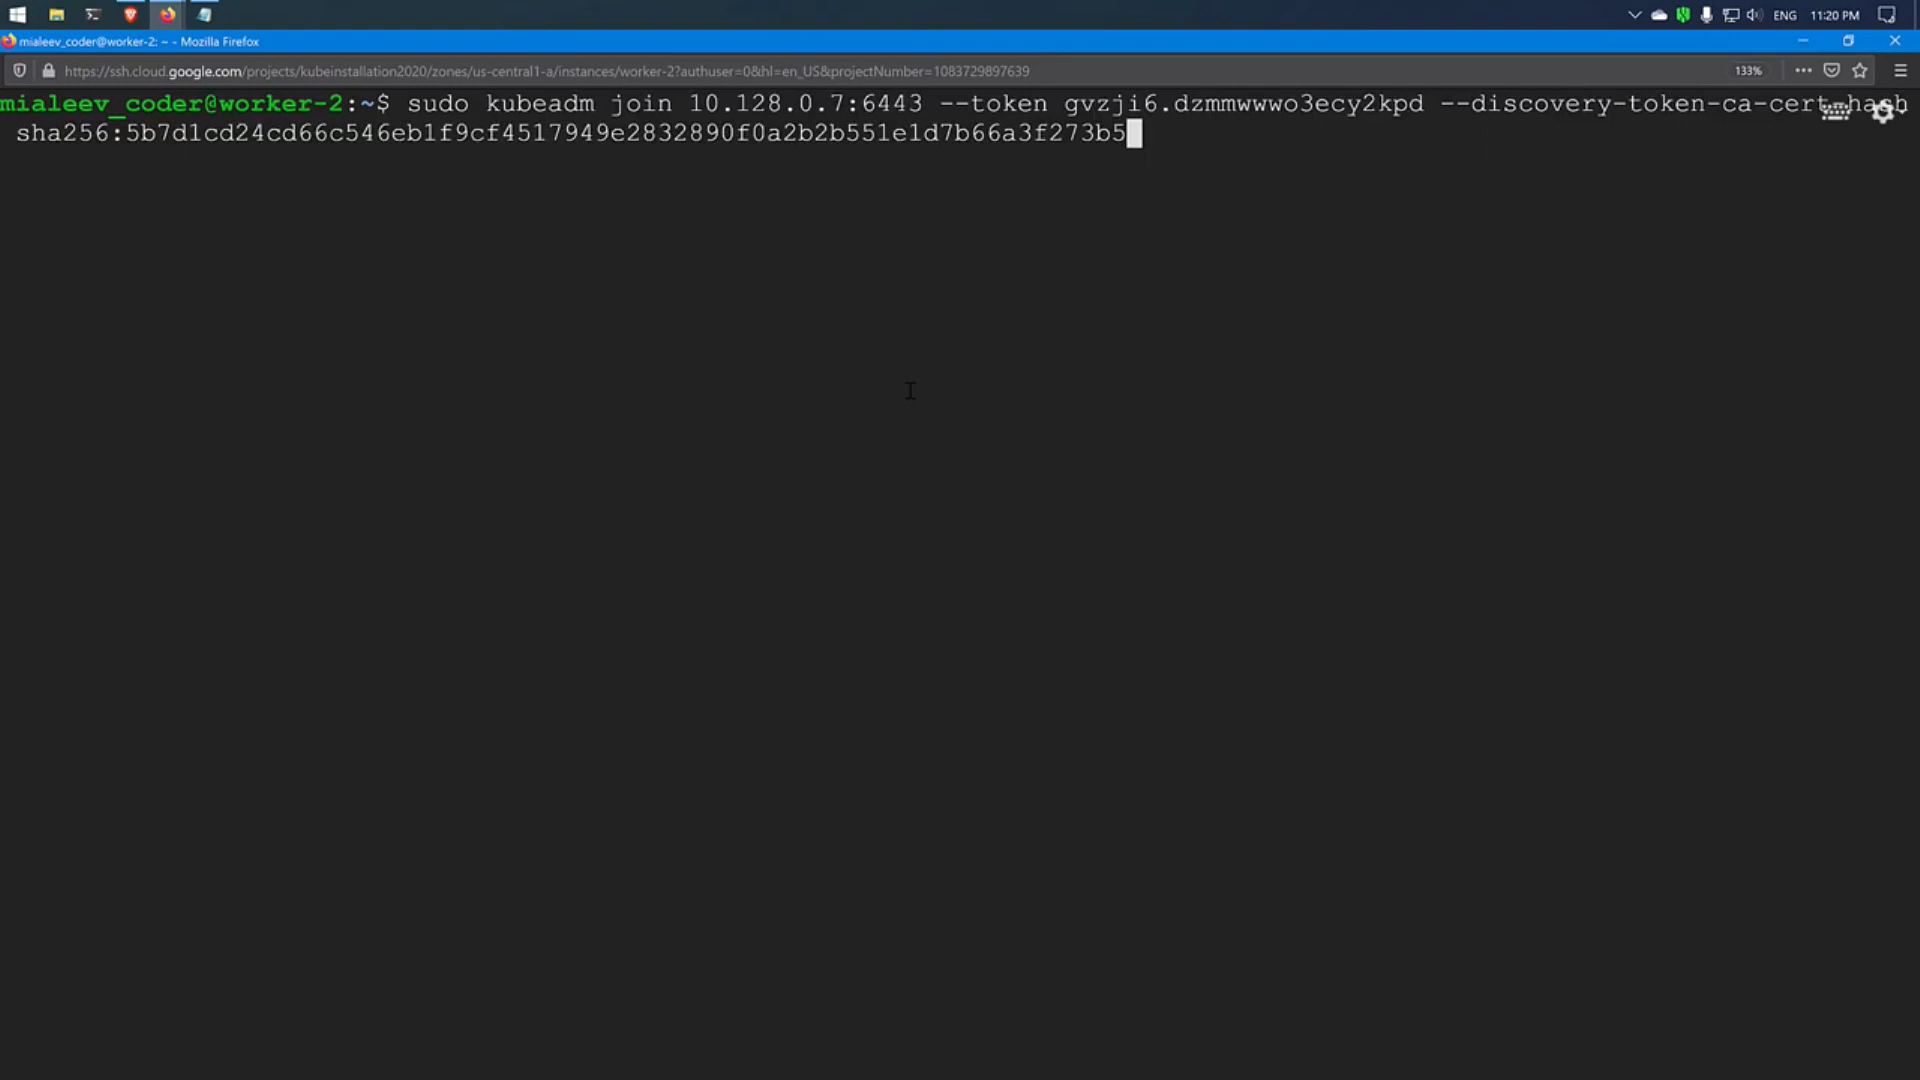 ENG 11:20 PM
mialeev_coder@worker-2: ~ - Mozilla Firefox
https://ssh.cloud.google.com/projects/kubeinstallation2020/zones/us-central1-a/instances/worker-2?authuser=0&hl=en_US&projectNumber=1083729897639 133%
mialeev_coder@worker-2:~$ sudo kubeadm join 10.128.0.7:6443 --token gvzji6.dzmmwwwo3ecy2kpd --discovery-token-ca-cert-hash
sha256:5b7d1cd24cd66c546eb1f9cf4517949e2832890f0a2b2b551e1d7b66a3f273b5